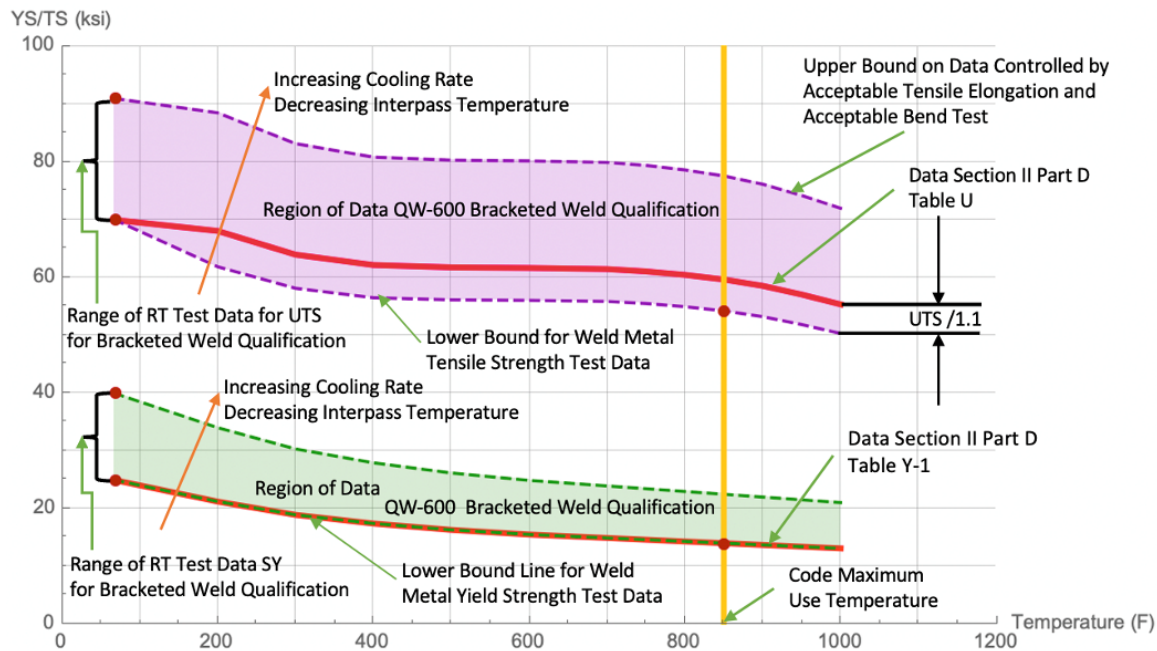 YS/TS (ksi)
100
80
60
40
20
0
Increasing Cooling Rate
Decreasing Interpass Temperature
Upper Bound on Data Controlled by
Acceptable Tensile Elongation and
Acceptable Bend Test
Data Section II Part D
Table U
Region of Data QW-600 Bracketed Weld Qualification
Range of RT Test Data for UTS
for Bracketed Weld Qualification
UTS /1.1
Lower Bound for Weld Metal
Tensile Strength Test Data
Increasing Cooling Rate
Decreasing Interpass Temperature
Data Section II Part D
Table Y-1
Region of Data
QW-600 Bracketed Weld Qualification
Range of RT Test Data SY
for Bracketed Weld Qualification
Lower Bound Line for Weld
Metal Yield Strength Test Data
Code Maximum
Use Temperature
0
200
400
600
800
1000
1200
Temperature (F)